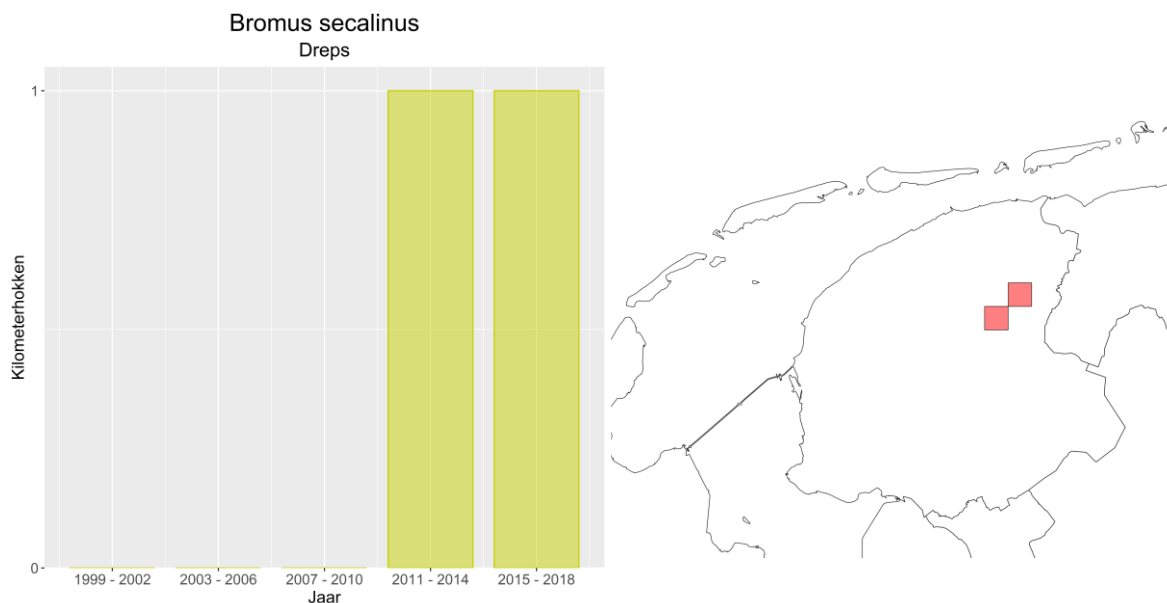 Bromus secalinus
Dreps
Kilometerhokken
1
0
1999 - 2002
2003 - 2006
2007 - 2010
2011 - 2014
2015 - 2018
Jaar